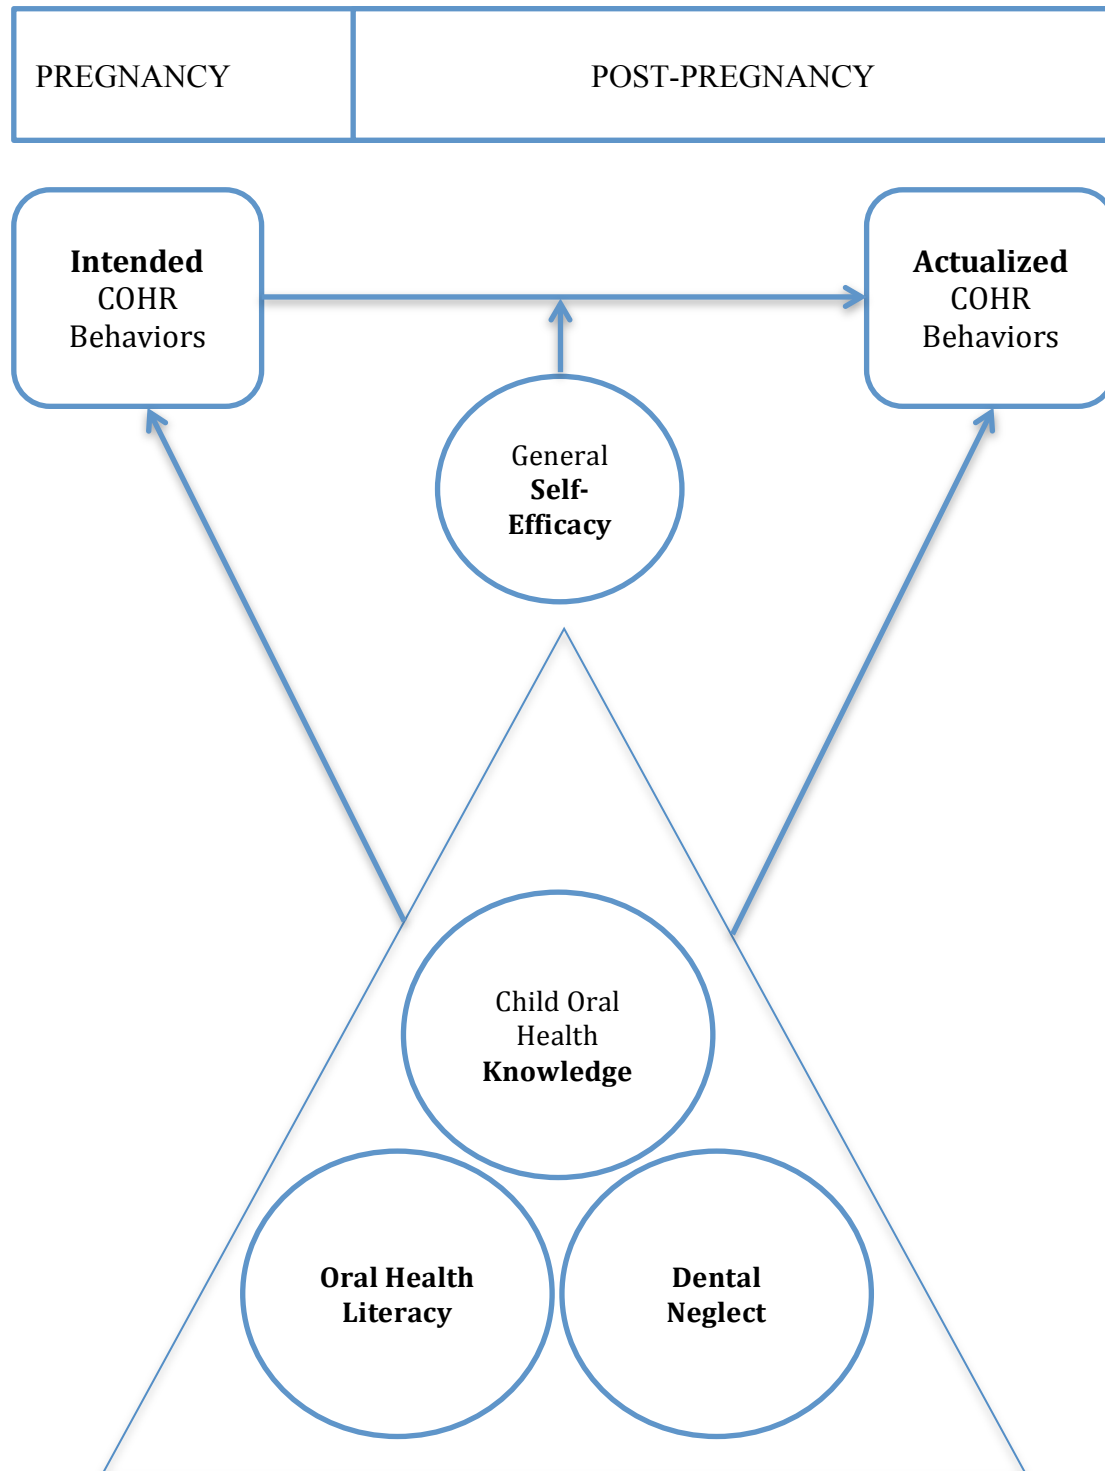 PREGNANCY
POST-PREGNANCY
Intended
COHR
Behaviors
Actualized
COHR
Behaviors
General
Self-
Efficacy
Child Oral
Health
Knowledge
Oral Health
Literacy
Dental
Neglect